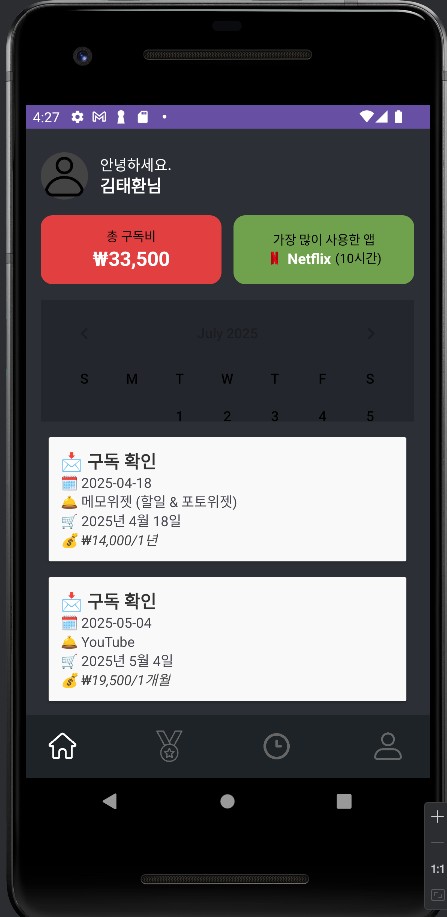 4:27
안녕하세요.
김태환님
총 구독비
₩33,500
가장 많이 사용한 앱
Netflix (10시간)
July 2025
S M T W T F S
1 2 3 4 5
📩 구독 확인
🗓️ 2025-04-18
🛎️ 메모위젯 (할일 & 포토위젯)
🛒 2025년 4월 18일
💰 ₩14,000/1년
📩 구독 확인
🗓️ 2025-05-04
🛎️ YouTube
🛒 2025년 5월 4일
💰 ₩19,500/1개월
1:1